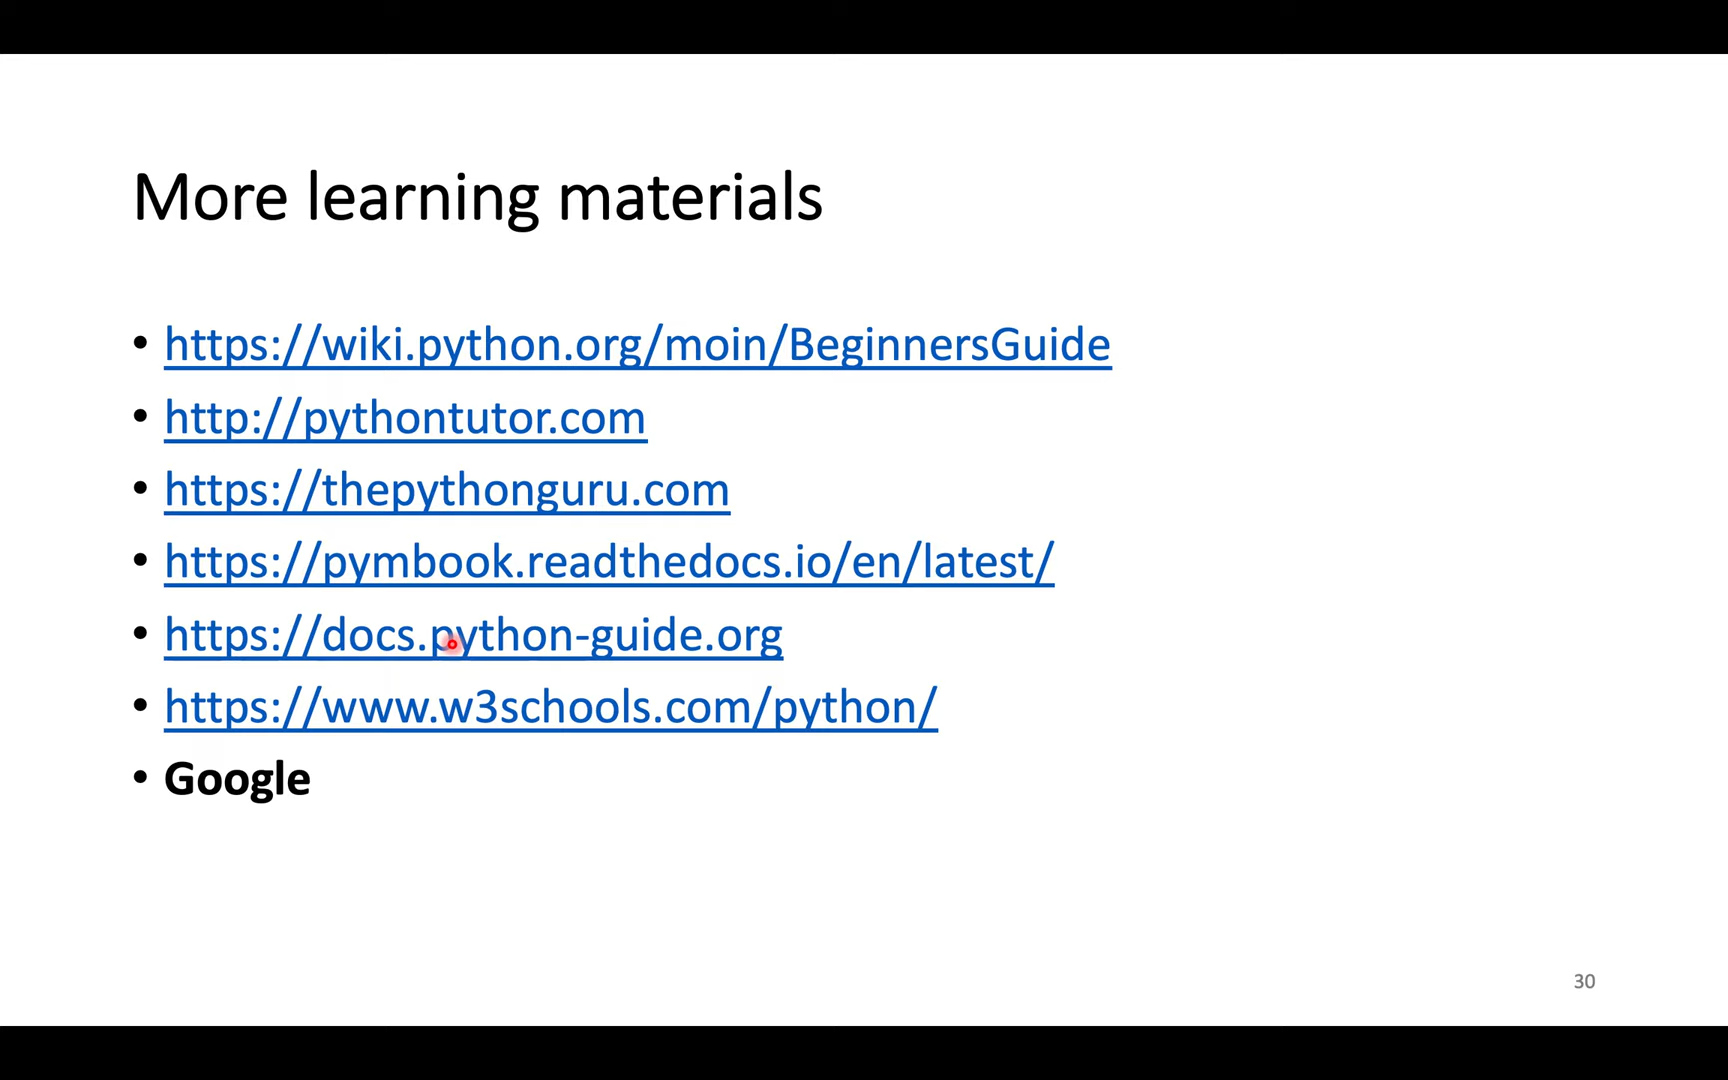 More learning materials
• https://wiki.python.org/moin/BeginnersGuide
• http://pythontutor.com
• https://thepythonguru.com
• https://pymbook.readthedocs.io/en/latest/
• https://docs.python-guide.org
• https://www.w3schools.com/python/
• Google
30